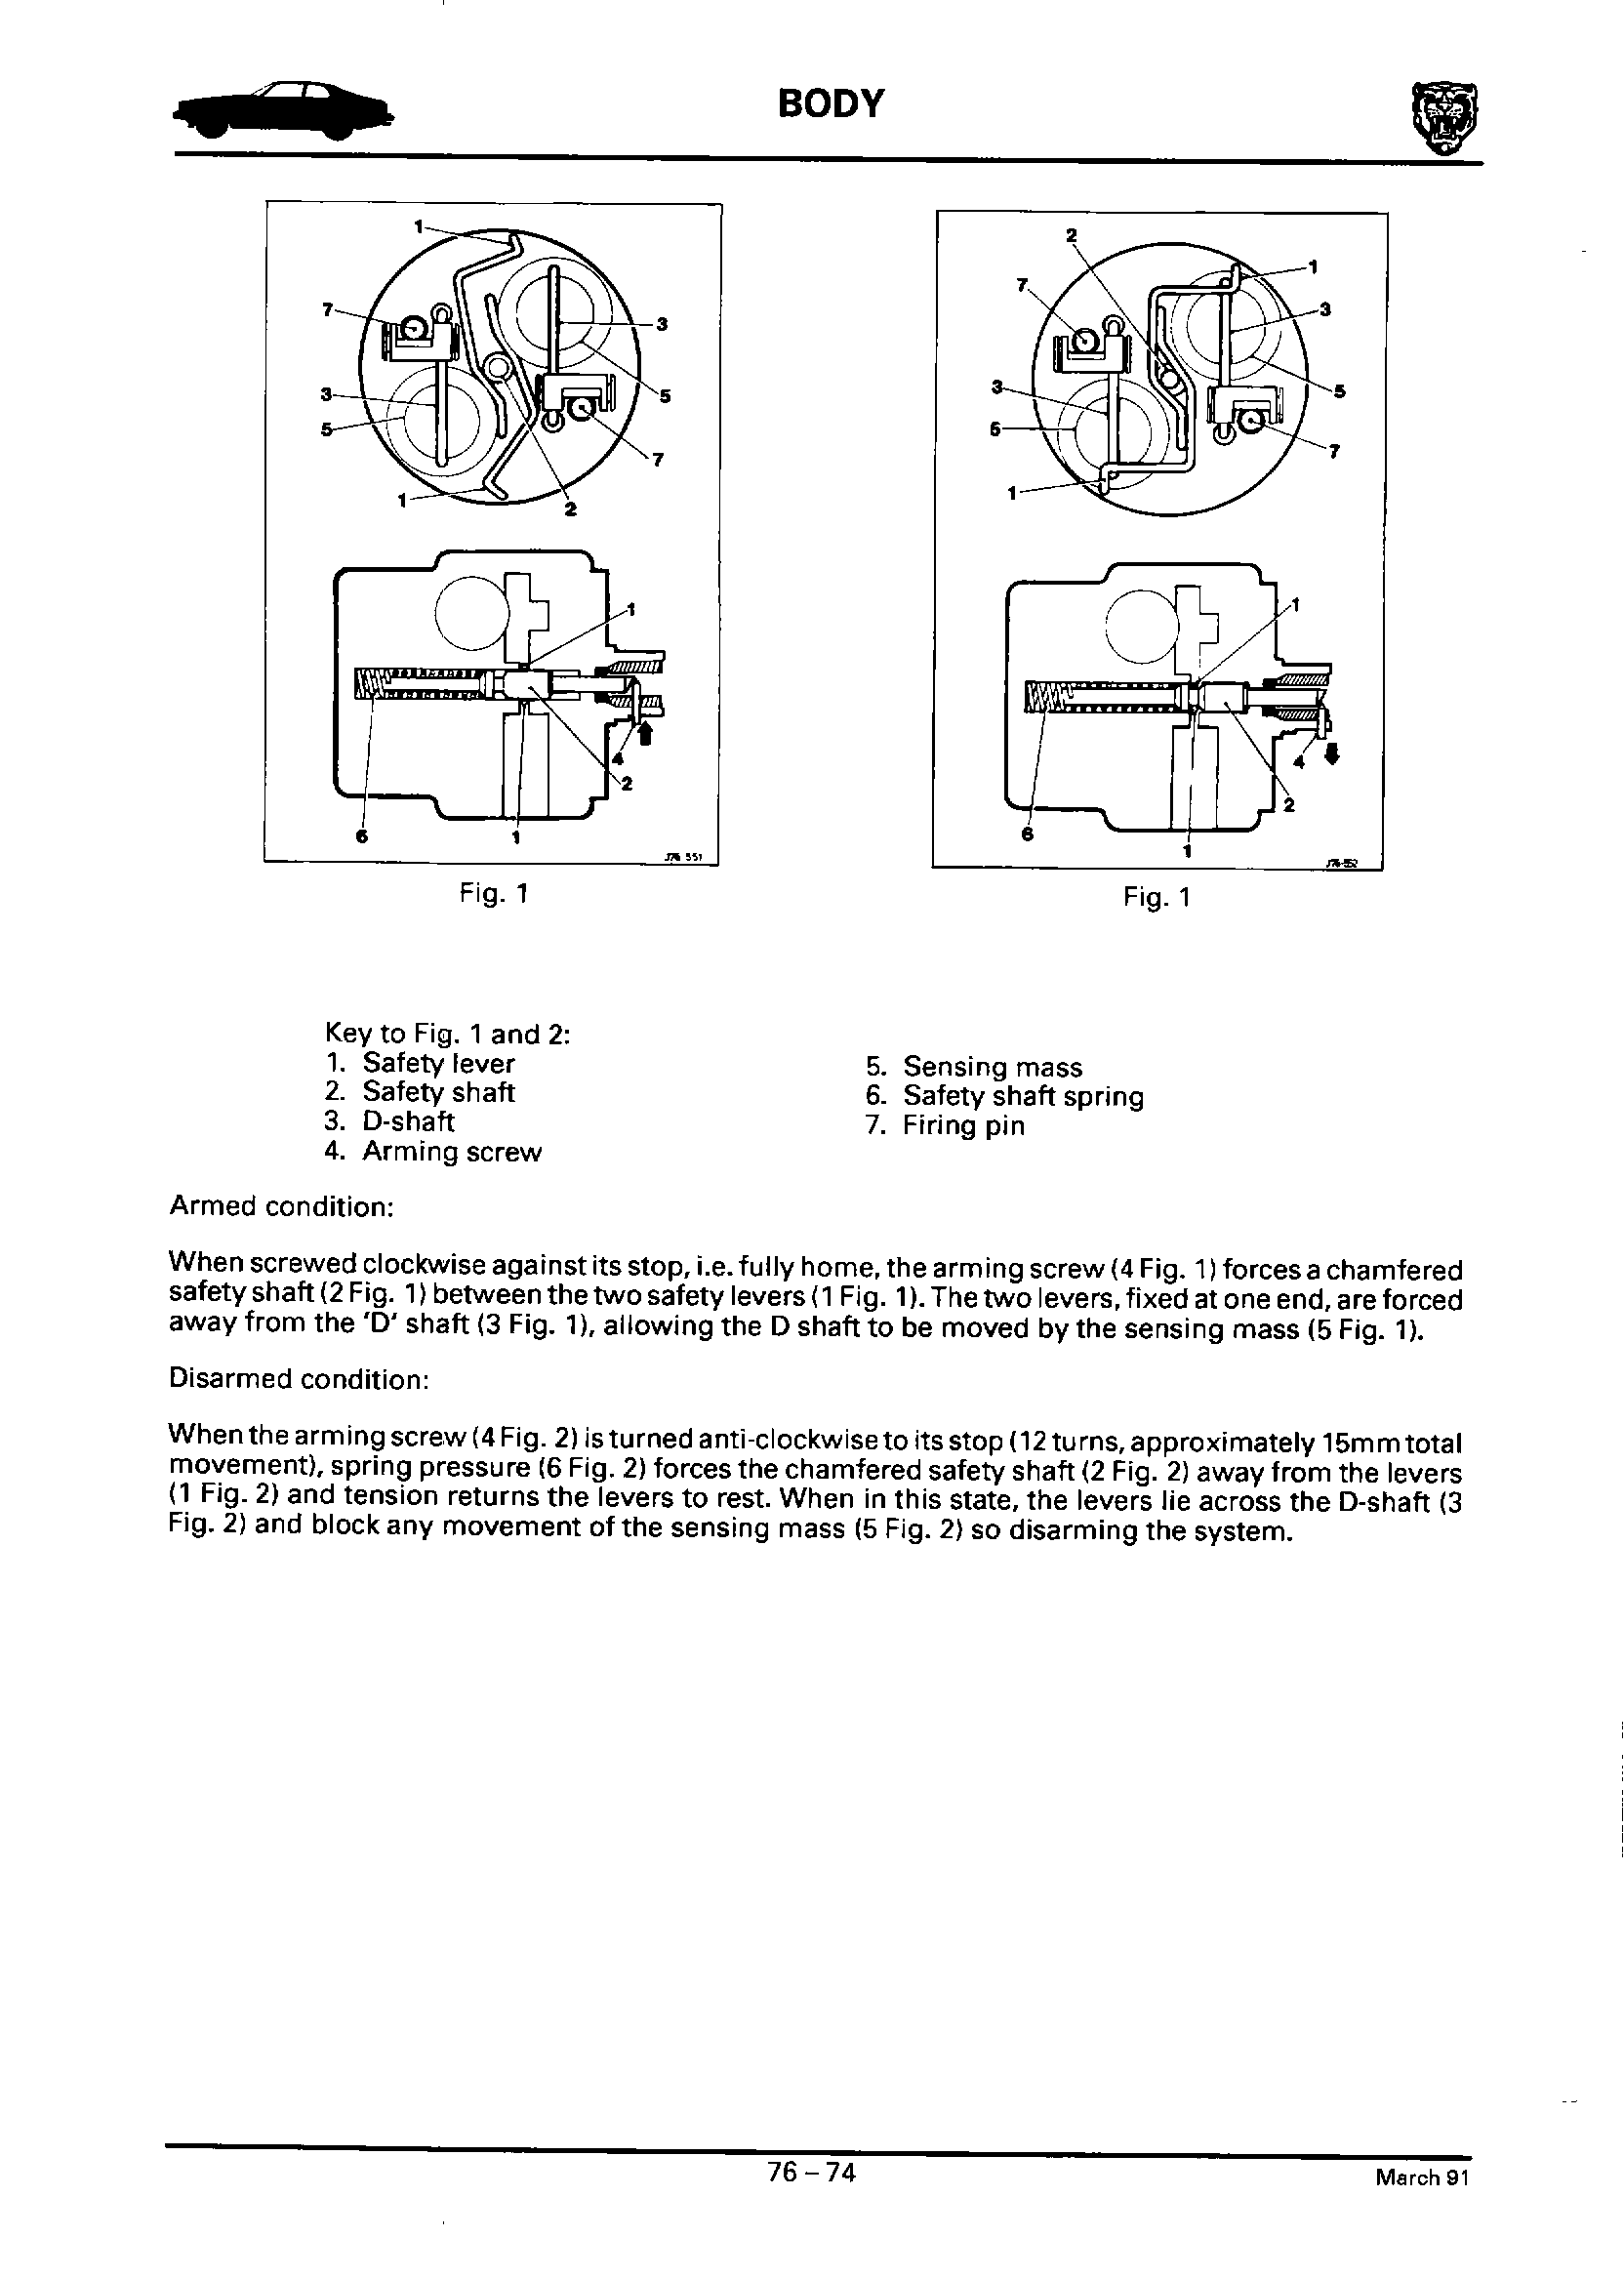 BODY
1
7
3
3
5
5
7
1
2
1
4
2
6
1
J76 551
Fig. 1
2
1
7
3
3
5
5
7
1
1
4
2
6
1
J76-552
Fig. 1
Key to Fig. 1 and 2:
1. Safety lever
2. Safety shaft
3. D-shaft
4. Arming screw
5. Sensing mass
6. Safety shaft spring
7. Firing pin
Armed condition:
When screwed clockwise against its stop, i.e. fully home, the arming screw (4 Fig. 1) forces a chamfered
safety shaft (2 Fig. 1) between the two safety levers (1 Fig. 1). The two levers, fixed at one end, are forced
away from the 'D' shaft (3 Fig. 1), allowing the D shaft to be moved by the sensing mass (5 Fig. 1).
Disarmed condition:
When the arming screw (4 Fig. 2) is turned anti-clockwise to its stop (12 turns, approximately 15mm total
movement), spring pressure (6 Fig. 2) forces the chamfered safety shaft (2 Fig. 2) away from the levers
(1 Fig. 2) and tension returns the levers to rest. When in this state, the levers lie across the D-shaft (3
Fig. 2) and block any movement of the sensing mass (5 Fig. 2) so disarming the system.
76 – 74
March 91